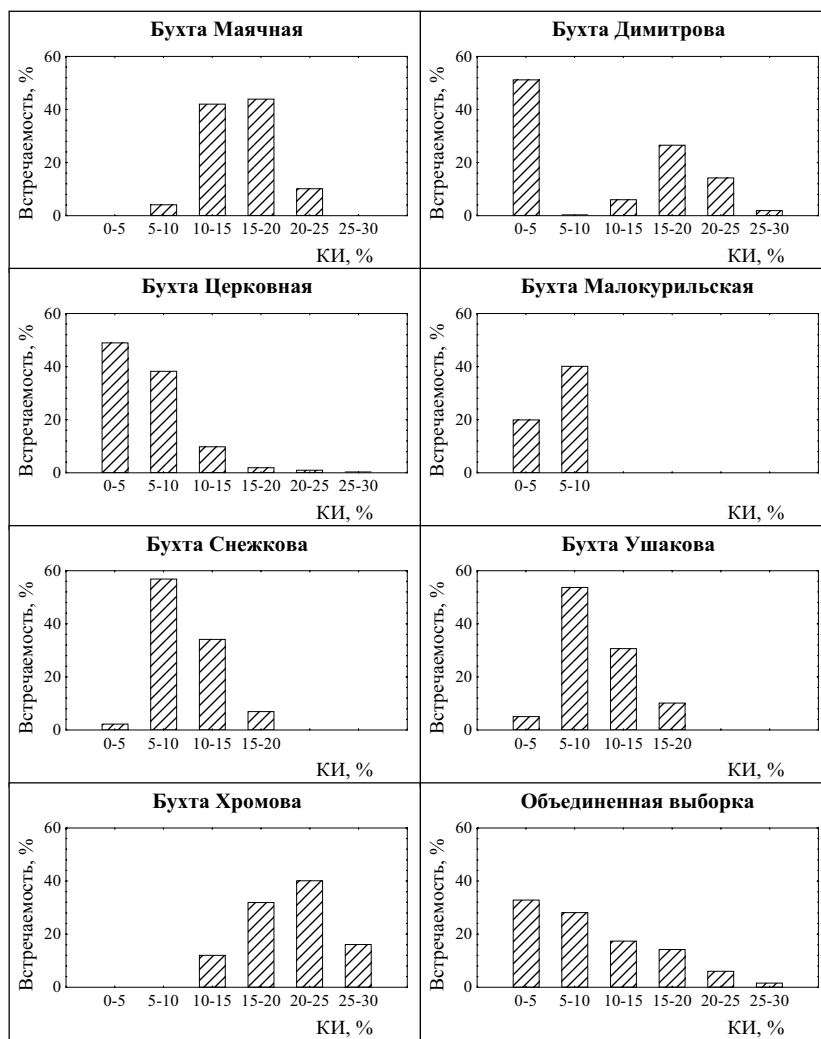 Бухта Маячная
Встречаемость, %
60
40
20
0
0-5 5-10 10-15 15-20 20-25 25-30
КИ, %
Бухта Димитрова
Встречаемость, %
60
40
20
0
0-5 5-10 10-15 15-20 20-25 25-30
КИ, %
Бухта Церковная
Встречаемость, %
60
40
20
0
0-5 5-10 10-15 15-20 20-25 25-30
КИ, %
Бухта Малокурильская
Встречаемость, %
60
40
20
0
0-5 5-10
КИ, %
Бухта Снежкова
Встречаемость, %
60
40
20
0
0-5 5-10 10-15 15-20
КИ, %
Бухта Ушакова
Встречаемость, %
60
40
20
0
0-5 5-10 10-15 15-20
КИ, %
Бухта Хромова
Встречаемость, %
60
40
20
0
0-5 5-10 10-15 15-20 20-25 25-30
КИ, %
Объединенная выборка
Встречаемость, %
60
40
20
0
0-5 5-10 10-15 15-20 20-25 25-30
КИ, %